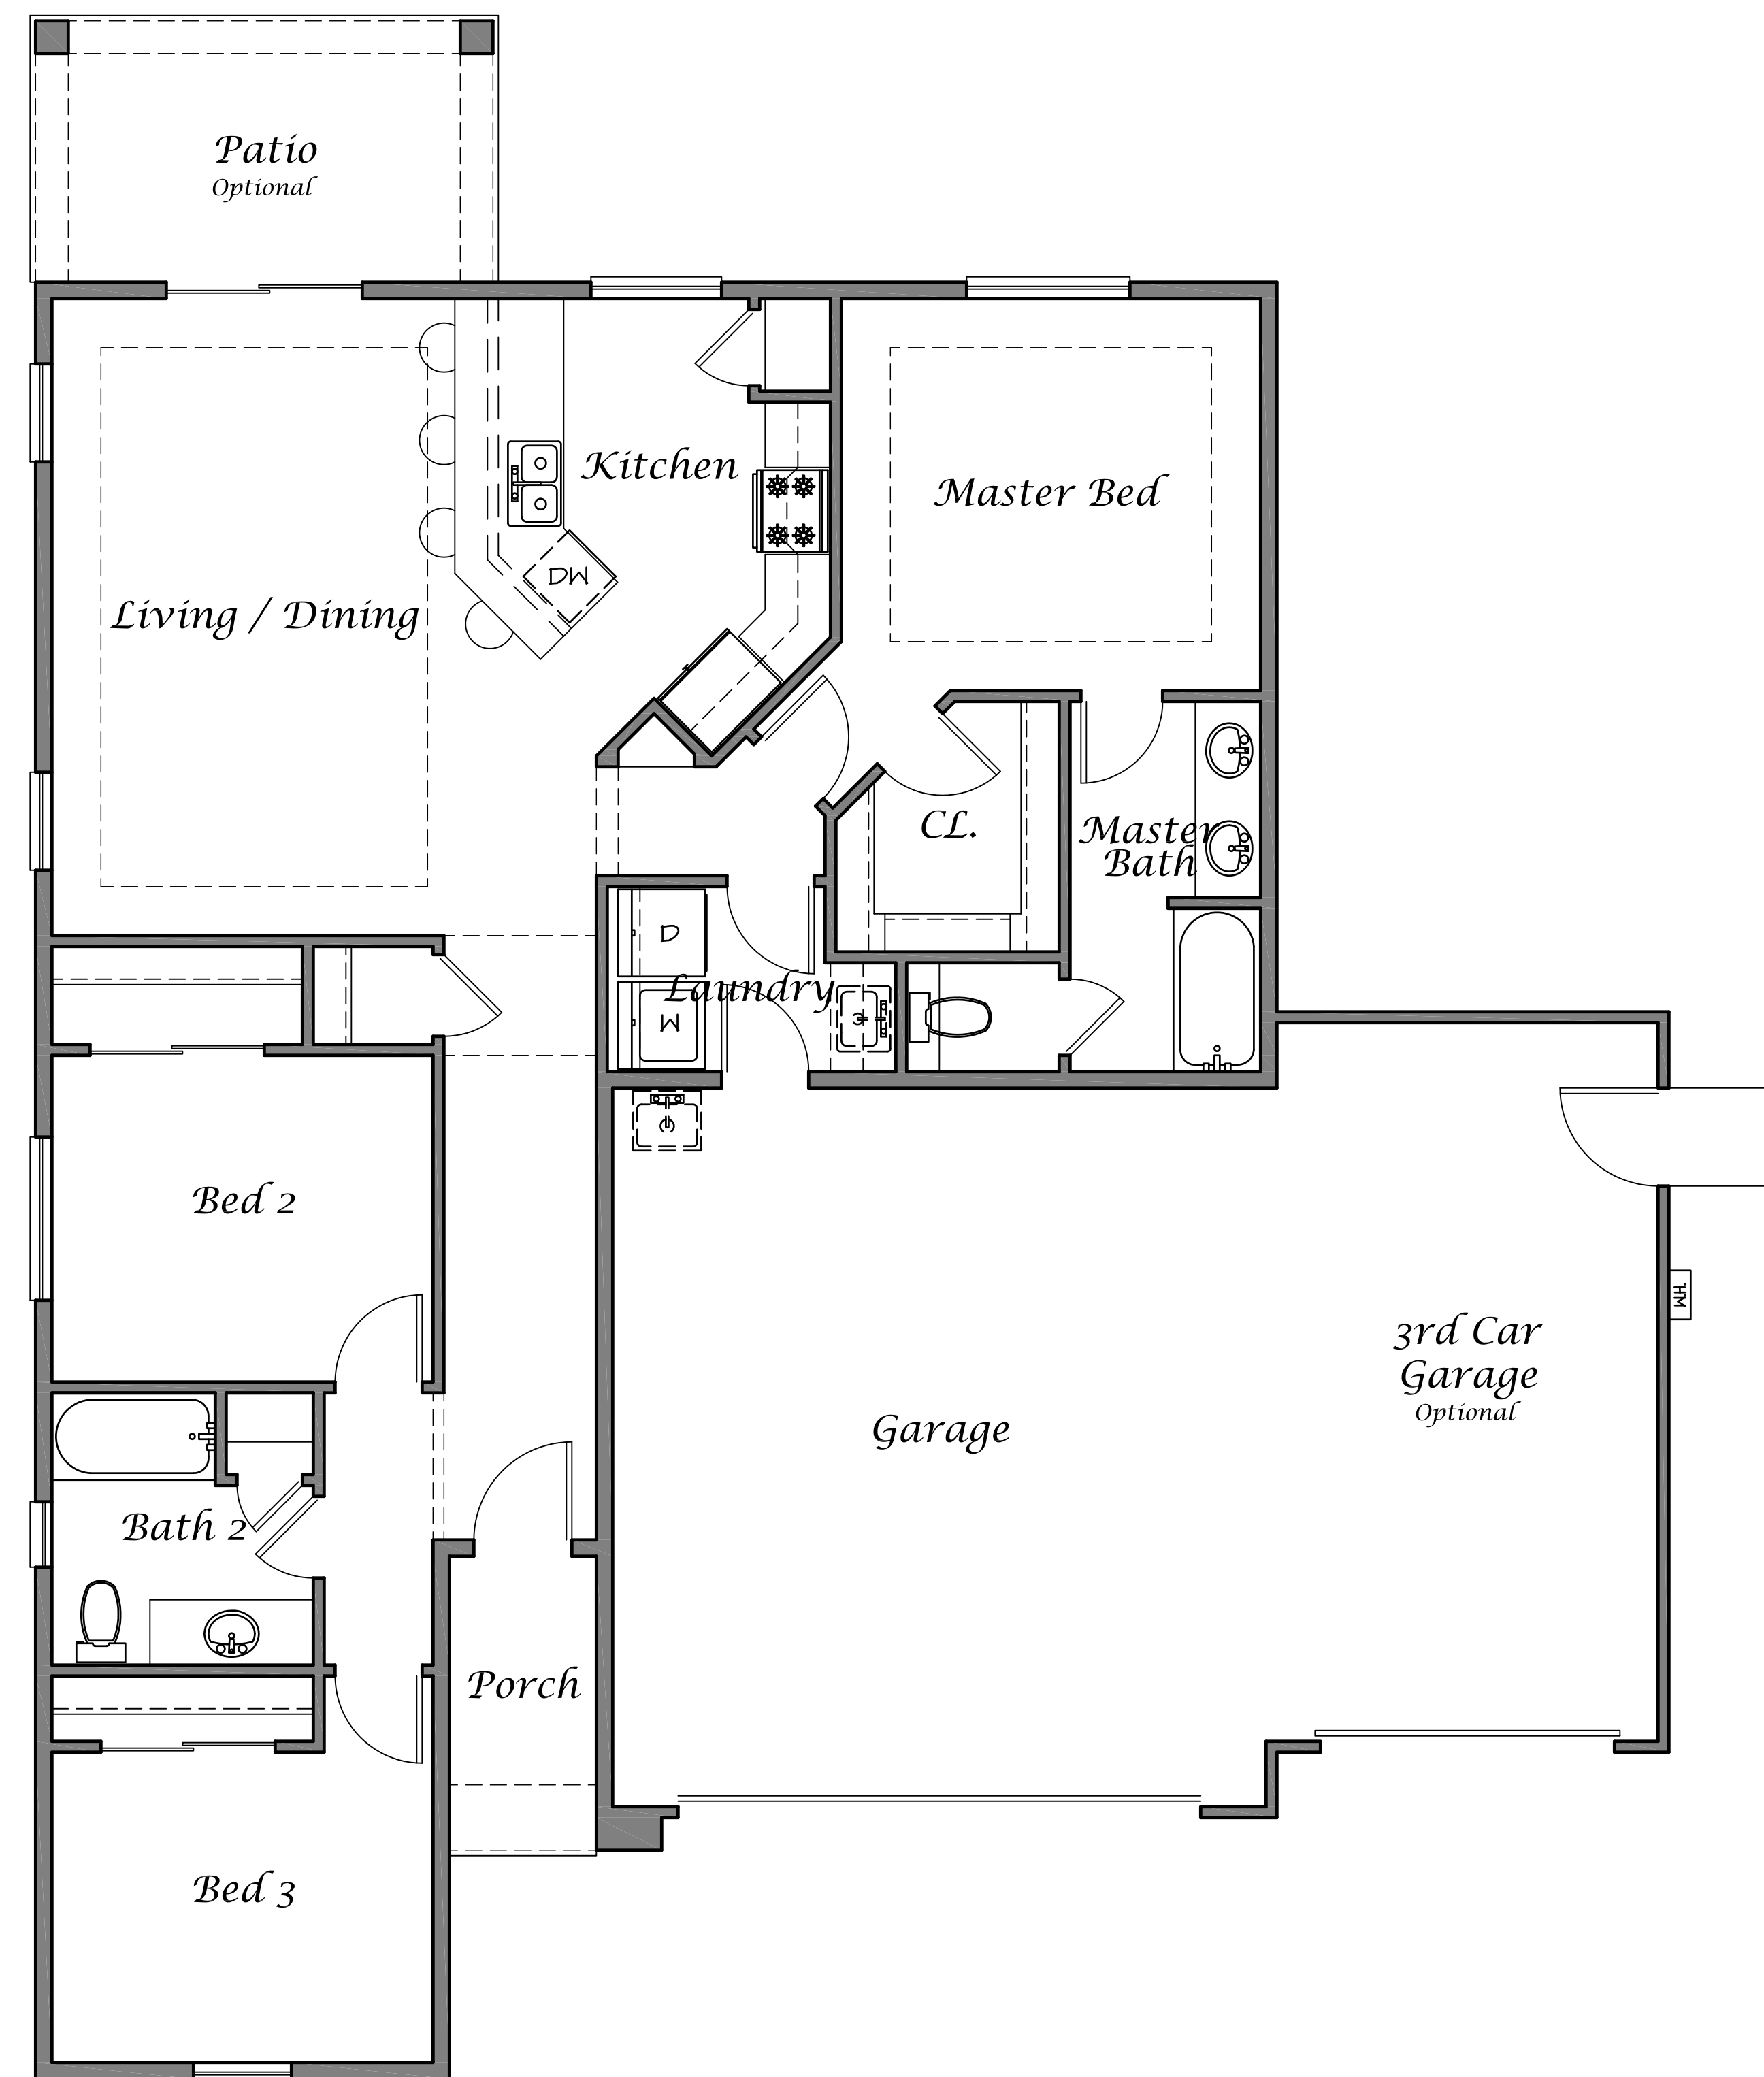 Patio
Optional
Kitchen
Master Bed
DW
Living / Dining
CL.
Master
Bath
D
Laundry
W
Bed 2
HM
3rd Car
Garage
Optional
Garage
Bath 2
Porch
Bed 3